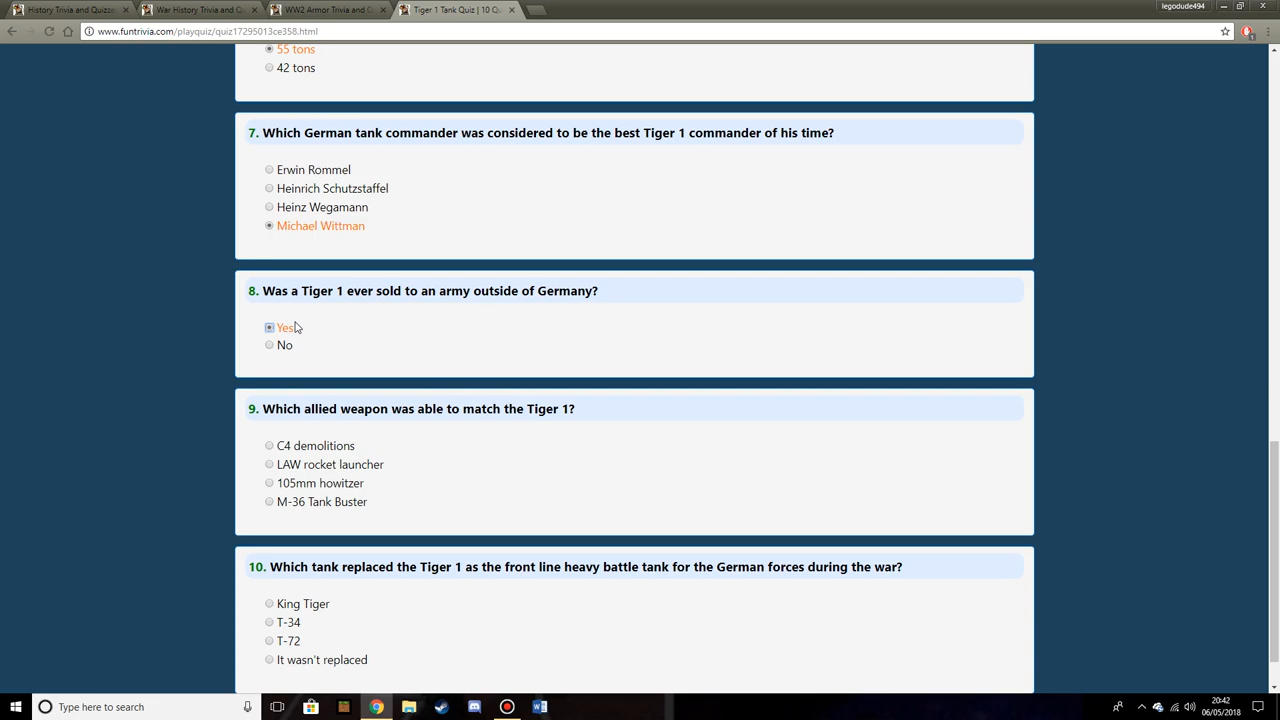 History Trivia and Quizze
War History Trivia and Qu
WW2 Armor Trivia and Q
Tiger 1 Tank Quiz | 10 Qu
legodude494
www.funtrivia.com/playquiz/quiz17295013ce358.html
55 tons
42 tons
7. Which German tank commander was considered to be the best Tiger 1 commander of his time?
Erwin Rommel
Heinrich Schutzstaffel
Heinz Wegamann
Michael Wittman
8. Was a Tiger 1 ever sold to an army outside of Germany?
Yes
No
9. Which allied weapon was able to match the Tiger 1?
C4 demolitions
LAW rocket launcher
105mm howitzer
M-36 Tank Buster
10. Which tank replaced the Tiger 1 as the front line heavy battle tank for the German forces during the war?
King Tiger
T-34
T-72
It wasn't replaced
Type here to search
20:42
06/05/2018